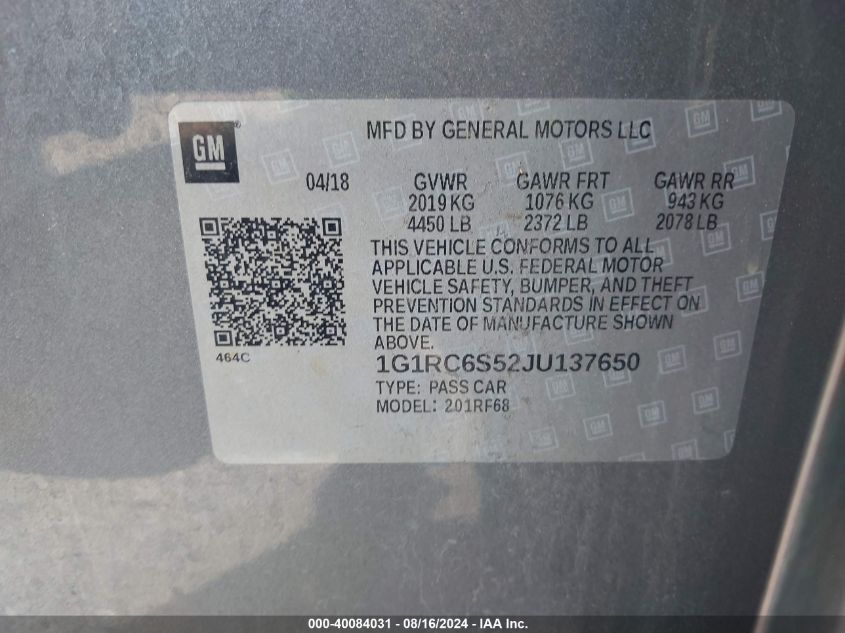 GM
MFD BY GENERAL MOTORS LLC
04/18 GVWR GAWR FRT GAWR RR
2019 KG 1076 KG 943 KG
4450 LB 2372 LB 2078 LB
THIS VEHICLE CONFORMS TO ALL
APPLICABLE U.S. FEDERAL MOTOR
VEHICLE SAFETY, BUMPER, AND THEFT
PREVENTION STANDARDS IN EFFECT ON
THE DATE OF MANUFACTURE SHOWN
ABOVE.
464C
1G1RC6S52JU137650
TYPE: PASS CAR
MODEL: 201RF68
000-40084031 - 08/16/2024 - IAA Inc.